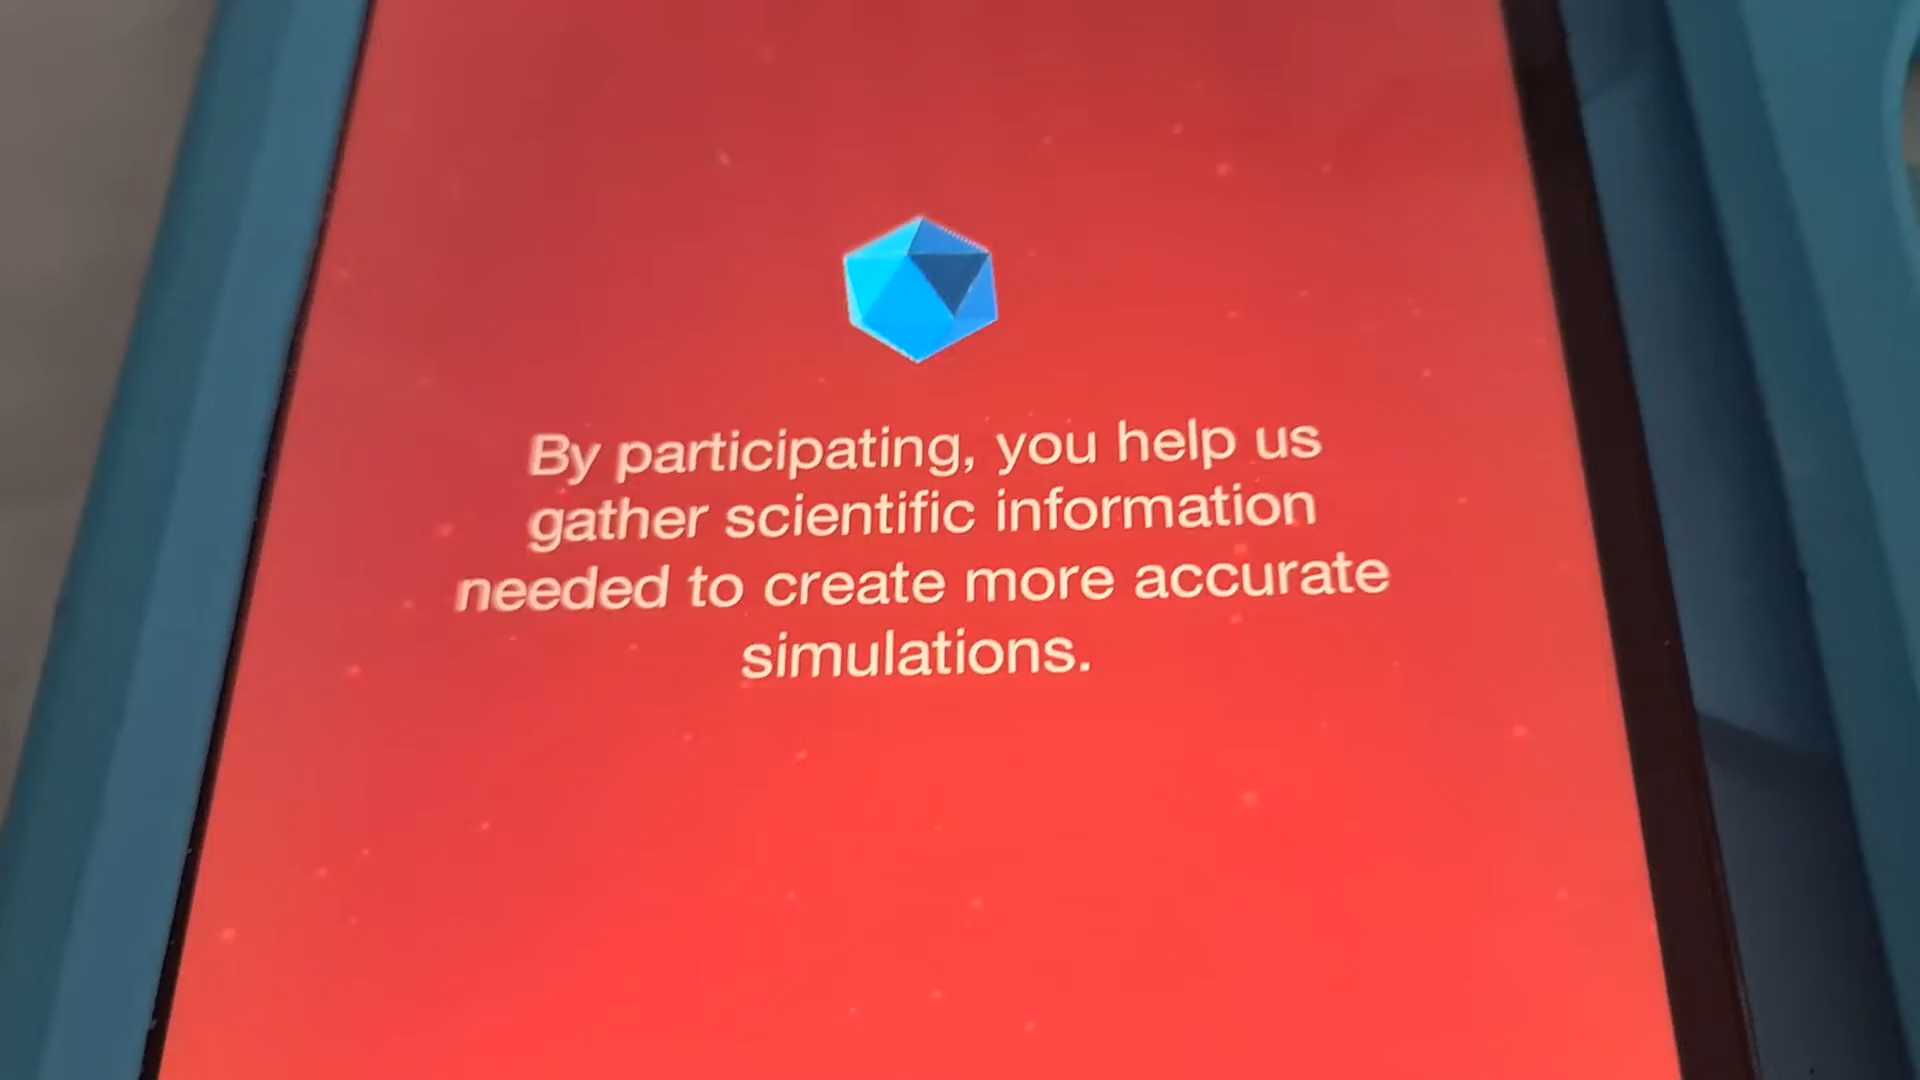 By participating, you help us
gather scientific information
needed to create more accurate
simulations.